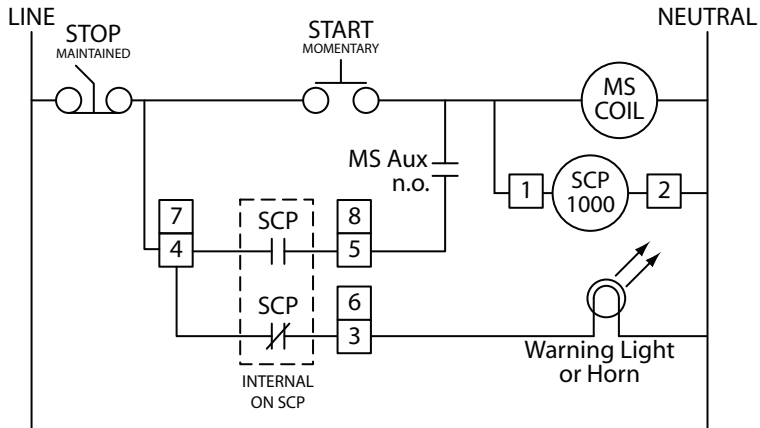 LINE
NEUTRAL
STOP
MAINTAINED
START
MOMENTARY
MS
COIL
MS Aux
n.o.
1
SCP
1000
2
7
4
SCP
8
5
SCP
6
3
INTERNAL
ON SCP
Warning Light
or Horn